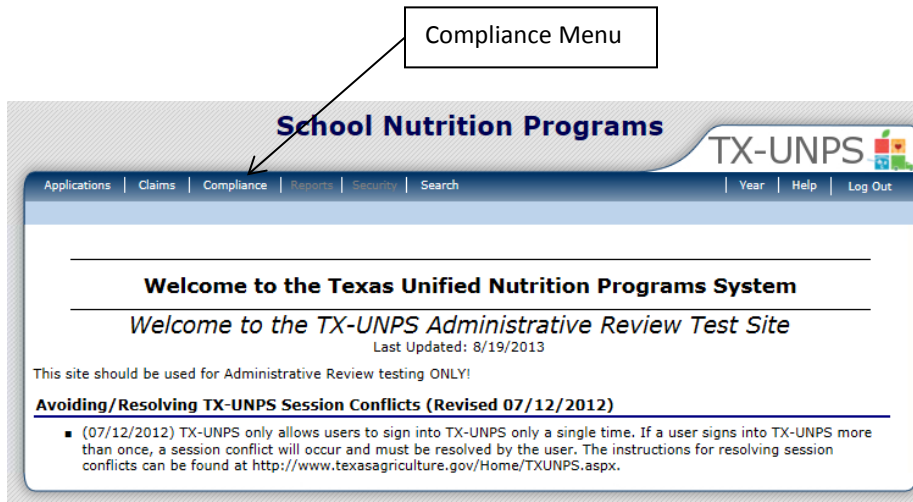 Compliance Menu
School Nutrition Programs
TX-UNPS
Applications | Claims | Compliance | Reports | Security | Search | Year | Help | Log Out
Welcome to the Texas Unified Nutrition Programs System
Welcome to the TX-UNPS Administrative Review Test Site
Last Updated: 8/19/2013
This site should be used for Administrative Review testing ONLY!
Avoiding/Resolving TX-UNPS Session Conflicts (Revised 07/12/2012)
▪ (07/12/2012) TX-UNPS only allows users to sign into TX-UNPS only a single time. If a user signs into TX-UNPS more
than once, a session conflict will occur and must be resolved by the user. The instructions for resolving session
conflicts can be found at http://www.texasagriculture.gov/Home/TXUNPS.aspx.